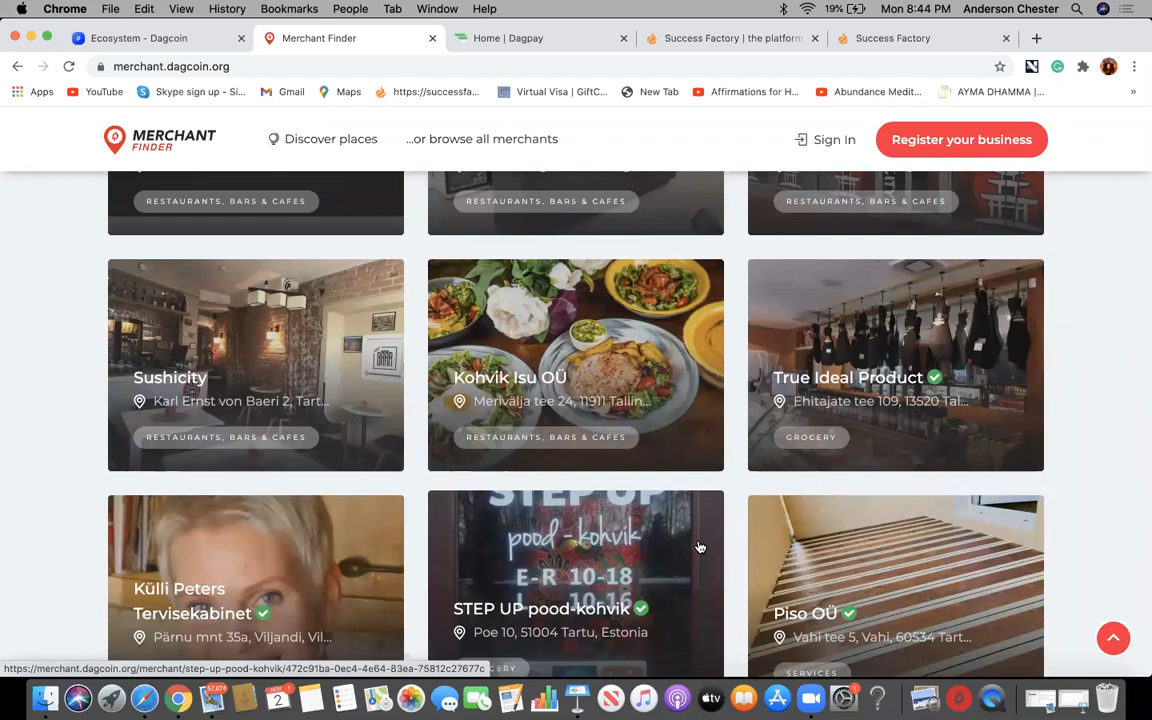 Chrome File Edit View History Bookmarks People Tab Window Help 19% Mon 8:44 PM Anderson Chester
Ecosystem - Dagcoin Merchant Finder Home | Dagpay Success Factory | the platform Success Factory
merchant.dagcoin.org
Apps YouTube Skype sign up - Si... Gmail Maps https://successfa... Virtual Visa | GiftC... New Tab Affirmations for H... Abundance Medit... AYMA DHAMMA |... »
MERCHANT
FINDER
Discover places ...or browse all merchants Sign In Register your business
RESTAURANTS, BARS & CAFES RESTAURANTS, BARS & CAFES RESTAURANTS, BARS & CAFES
Sushicity Kohvik Isu OÜ True Ideal Product
Karl Ernst von Baeri 2, Tart... Merivälja tee 24, 11911 Tallin... Ehitajate tee 109, 13520 Tal...
RESTAURANTS, BARS & CAFES RESTAURANTS, BARS & CAFES GROCERY
STEP UP
pood - kohvik
E-R 10-18
L 10-16
Külli Peters
Tervisekabinet STEP UP pood-kohvik Piso OÜ
Pärnu mnt 35a, Viljandi, Vil... Poe 10, 51004 Tartu, Estonia Vahi tee 5, Vahi, 60534 Tart...
SERVICES
https://merchant.dagcoin.org/merchant/step-up-pood-kohvik/472c91ba-0ec4-4e64-83ea-75812c27677c
NOV
2
57,874
tv